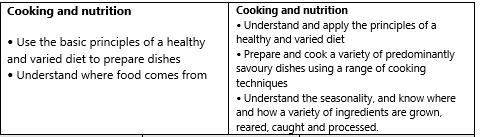 Cooking and nutrition
• Use the basic principles of a healthy
and varied diet to prepare dishes
• Understand where food comes from
Cooking and nutrition
• Understand and apply the principles of a
healthy and varied diet
• Prepare and cook a variety of predominantly
savoury dishes using a range of cooking
techniques
• Understand the seasonality, and know where
and how a variety of ingredients are grown,
reared, caught and processed.